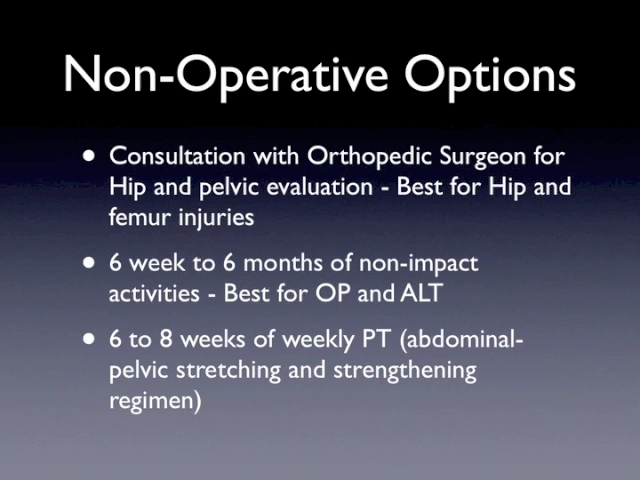 Non-Operative Options
• Consultation with Orthopedic Surgeon for
Hip and pelvic evaluation - Best for Hip and
femur injuries
• 6 week to 6 months of non-impact
activities - Best for OP and ALT
• 6 to 8 weeks of weekly PT (abdominal-
pelvic stretching and strengthening
regimen)